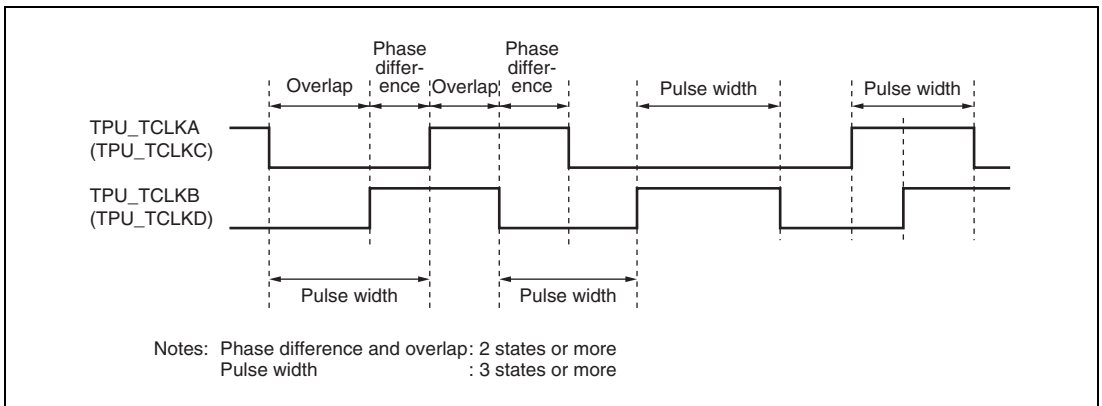 Phase
differ-
ence
Phase
differ-
ence
Overlap
Overlap
Pulse width
Pulse width
TPU_TCLKA
(TPU_TCLKC)
TPU_TCLKB
(TPU_TCLKD)
Pulse width
Pulse width
Notes: Phase difference and overlap: 2 states or more
Pulse width : 3 states or more